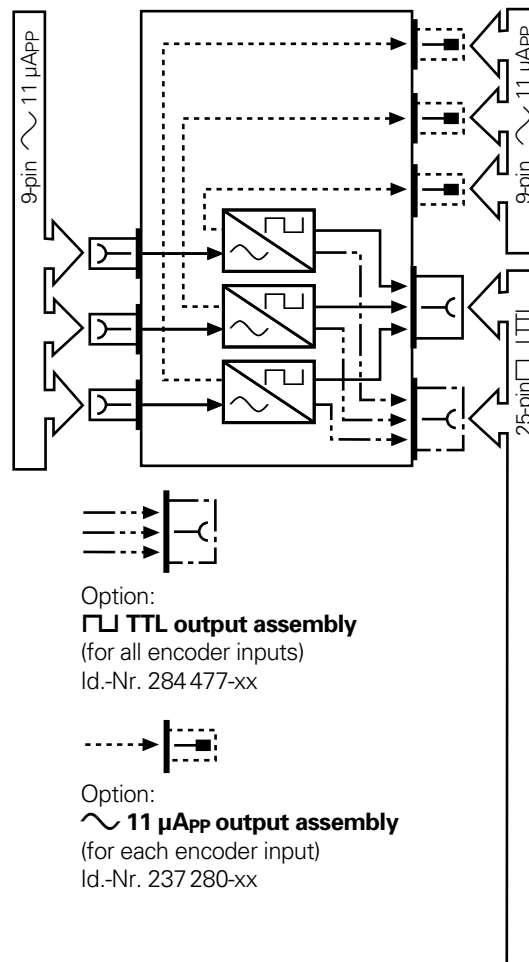 9-pin 11 µAPP
9-pin 11 µAPP
25-pin TTL
Option:
TTL output assembly
(for all encoder inputs)
Id.-Nr. 284 477-xx
Option:
11 µAPP output assembly
(for each encoder input)
Id.-Nr. 237 280-xx